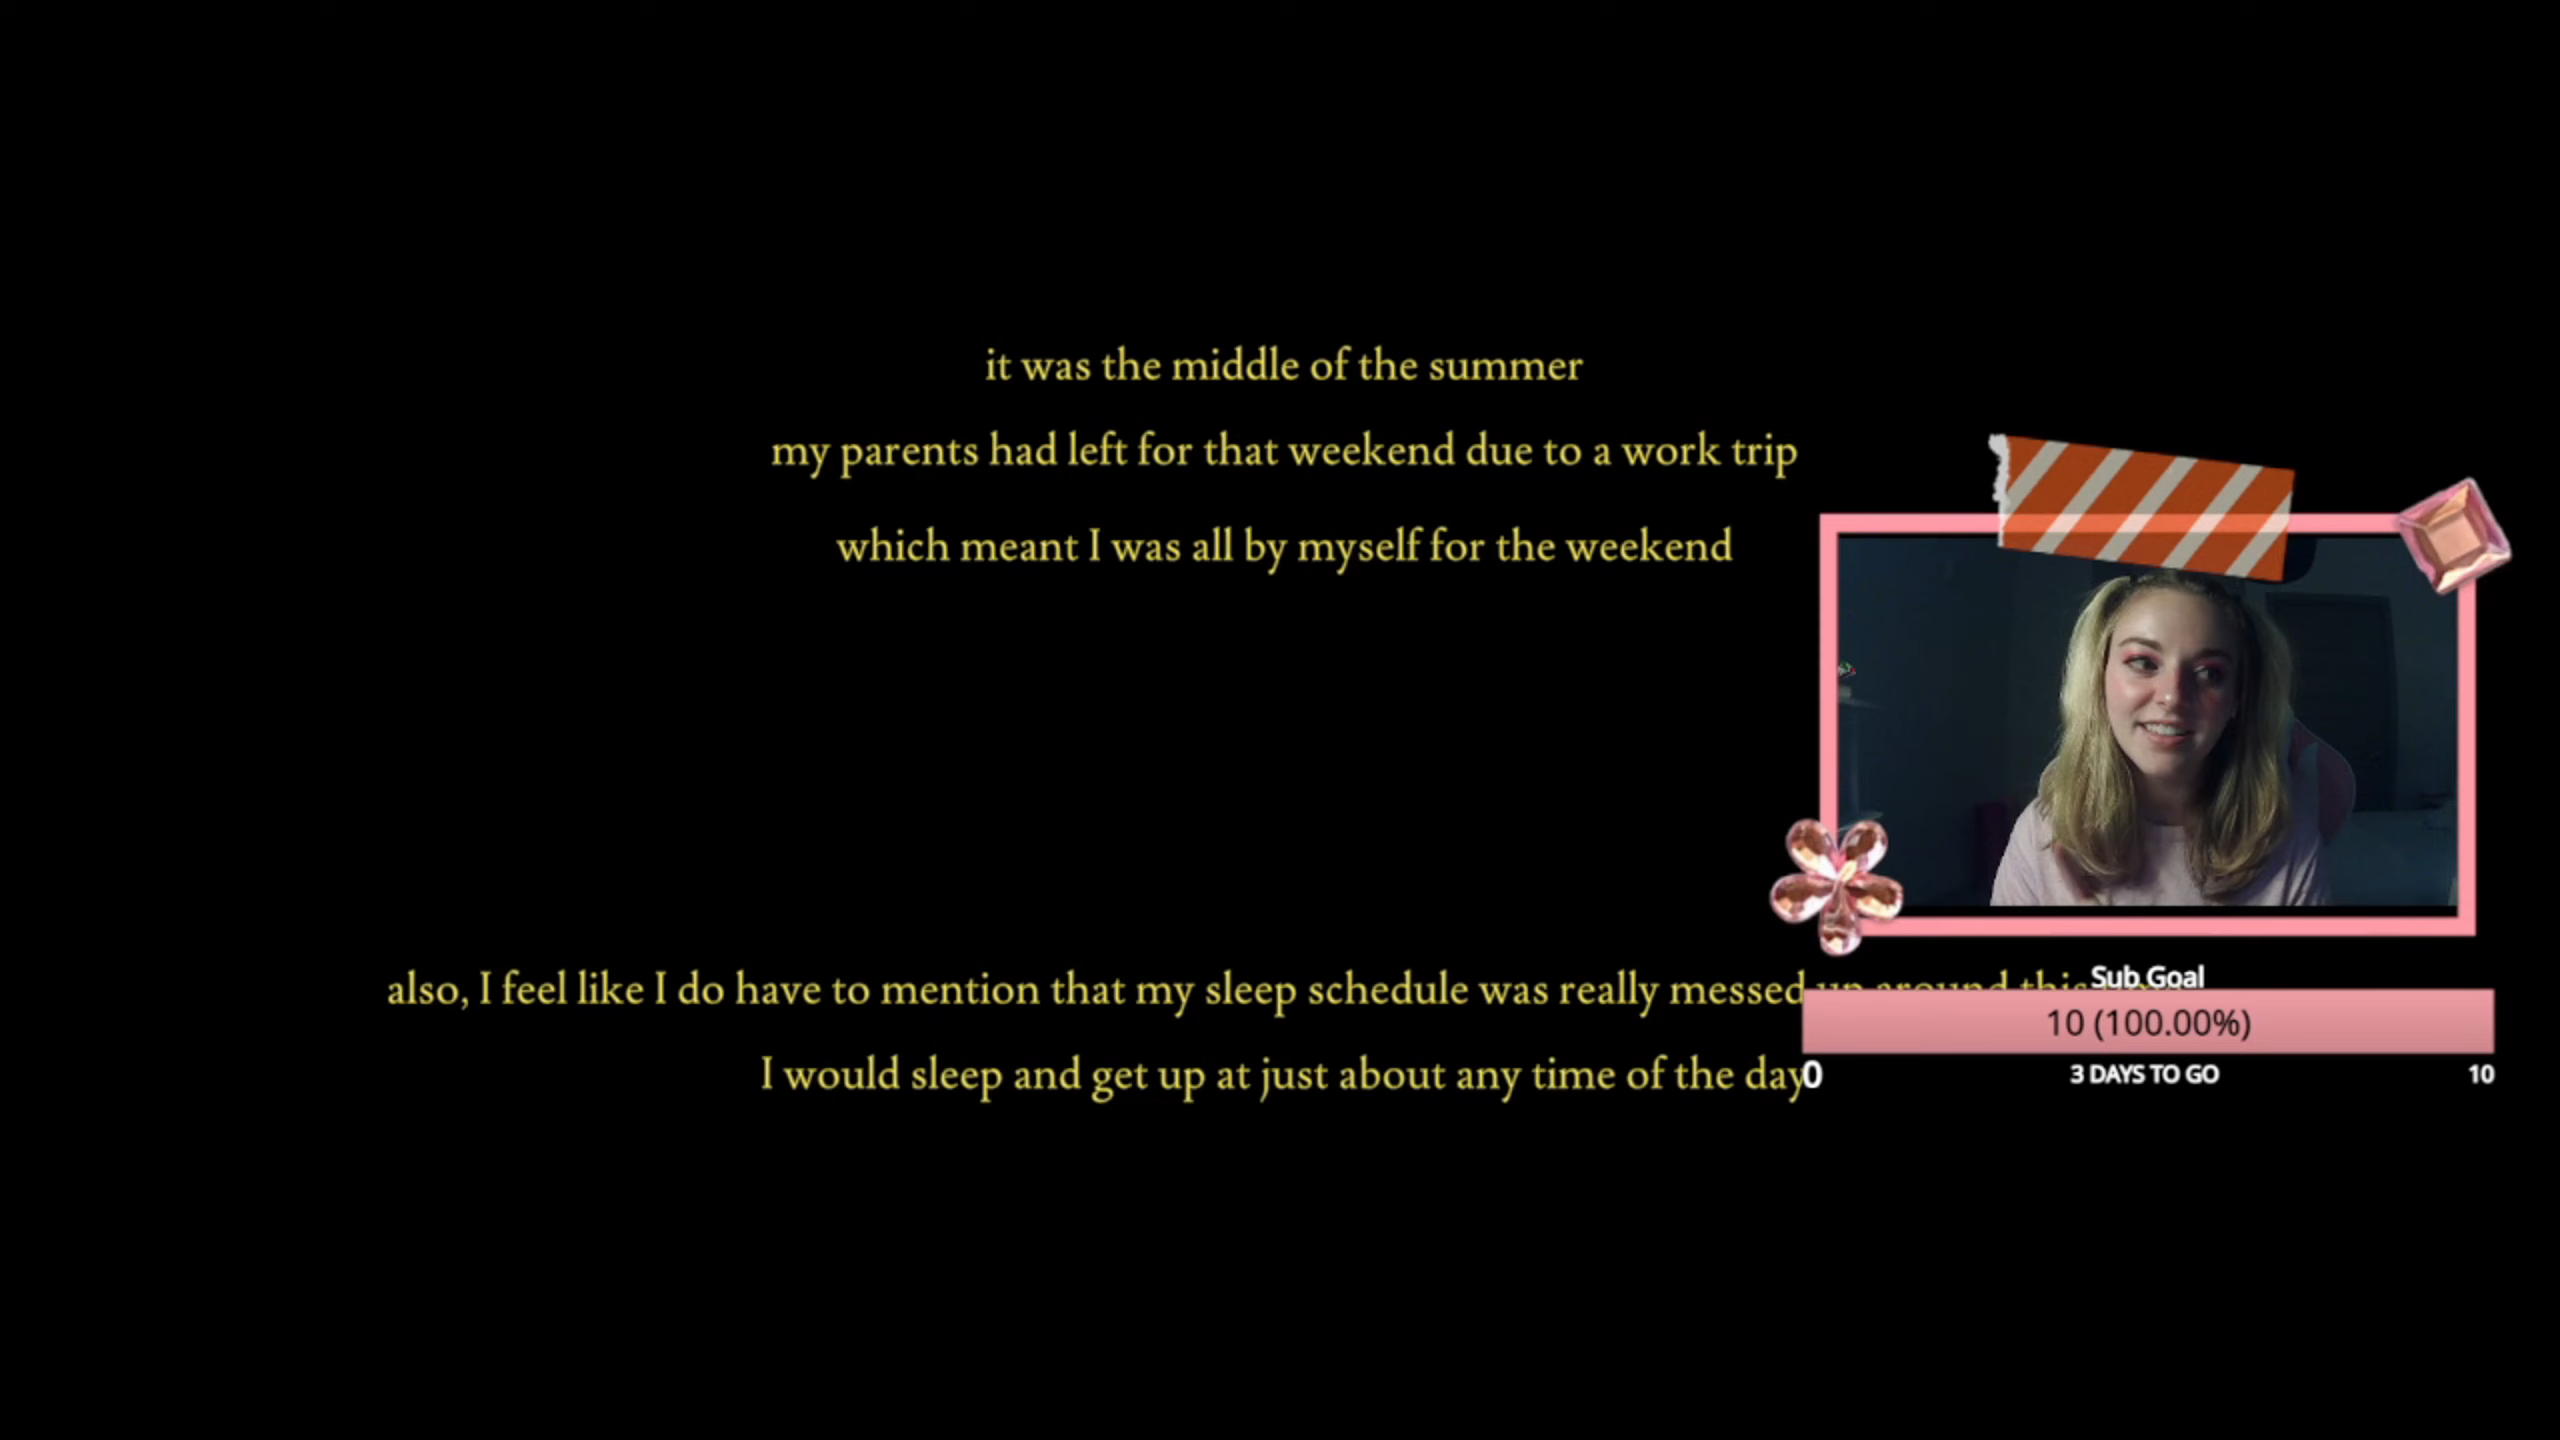 it was the middle of the summer
my parents had left for that weekend due to a work trip
which meant I was all by myself for the weekend
also, I feel like I do have to mention that my sleep schedule was really messed up around this
I would sleep and get up at just about any time of the day
Sub Goal
10 (100.00%)
0
3 DAYS TO GO
10